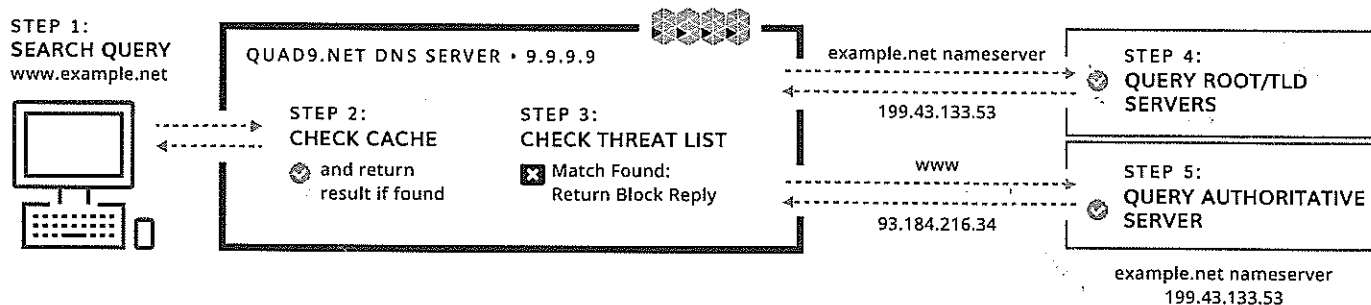 STEP 1:
SEARCH QUERY
www.example.net
QUAD9.NET DNS SERVER • 9.9.9.9
STEP 2:
CHECK CACHE
and return
result if found
STEP 3:
CHECK THREAT LIST
Match Found:
Return Block Reply
example.net nameserver
199.43.133.53
STEP 4:
QUERY ROOT/TLD
SERVERS
www
93.184.216.34
STEP 5:
QUERY AUTHORITATIVE
SERVER
example.net nameserver
199.43.133.53